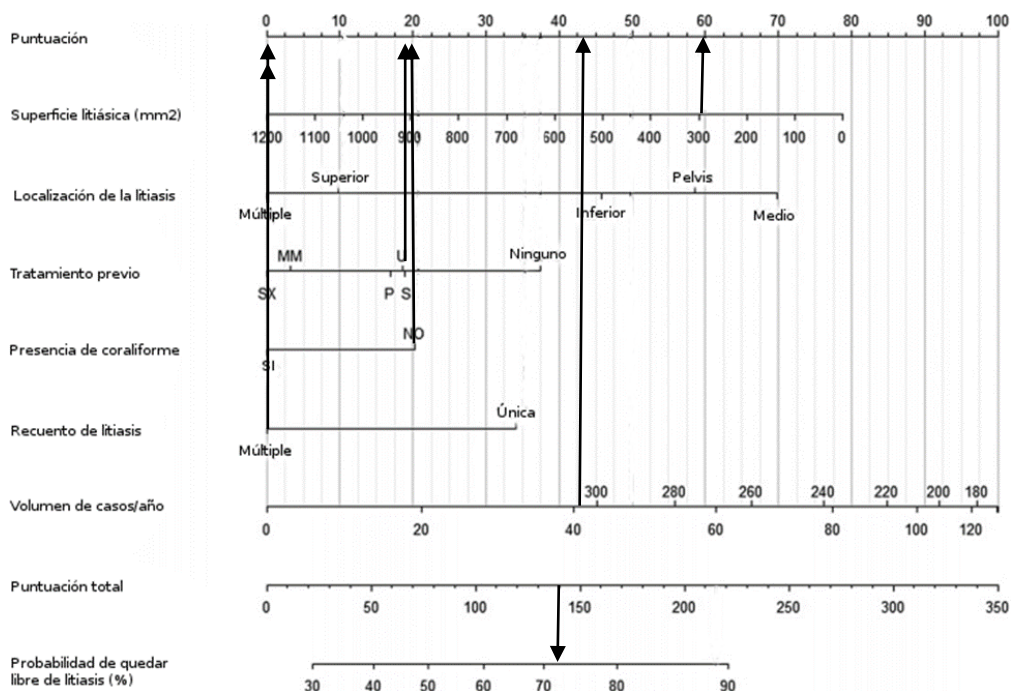 0 10 20 30 40 50 60 70 80 90 100
Puntuación
Superficie litiásica (mm2)
1200 1100 1000 900 800 700 600 500 400 300 200 100 0
Superior Pelvis
Localización de la litiasis
Múltiple Inferior Medio
MM U Ninguno
Tratamiento previo
SX P S
NO
Presencia de coraliforme
SI
Única
Recuento de litiasis
Múltiple
300 280 260 240 220 200 180
Volumen de casos/año
0 20 40 60 80 100 120
Puntuación total
0 50 100 150 200 250 300 350
Probabilidad de quedar
libre de litiasis (%)
30 40 50 60 70 80 90